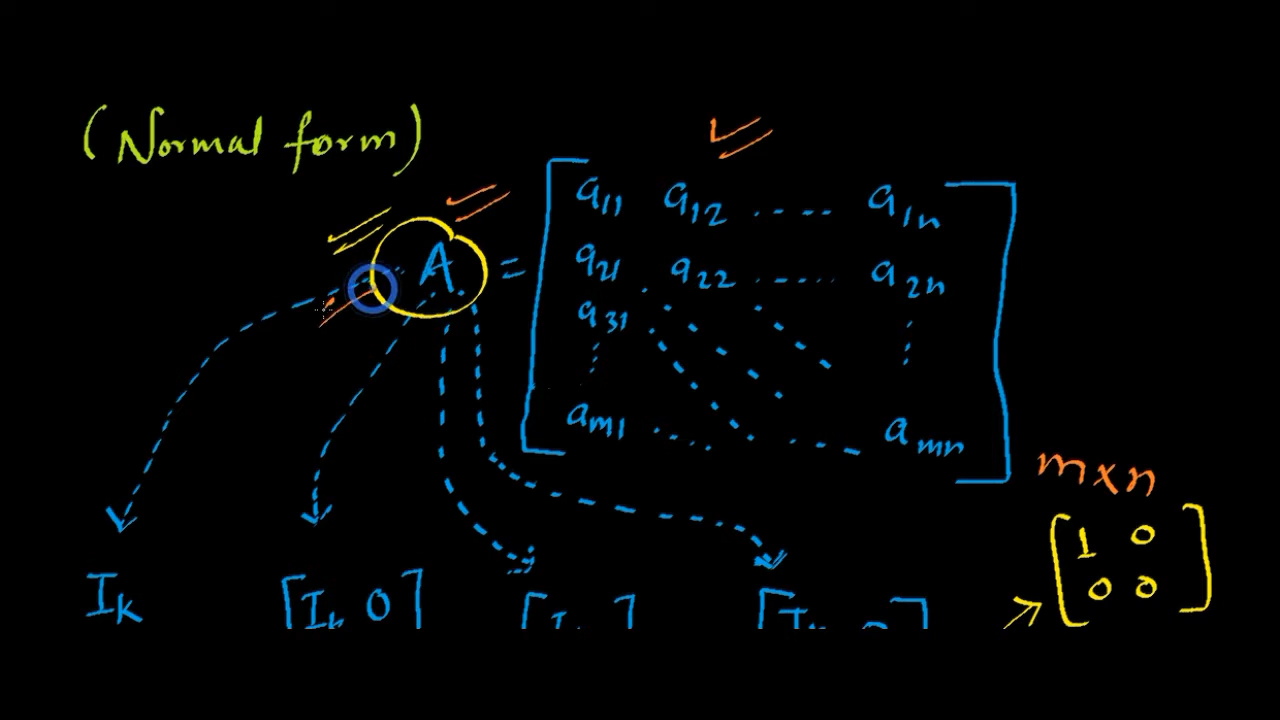 (Normal form)
A = [a11 a12 ---- a1n
a21 a22 ------ a2n
a31
am1 .... amn]
m×n
[1 0
0 0]
Ik [Ik 0]